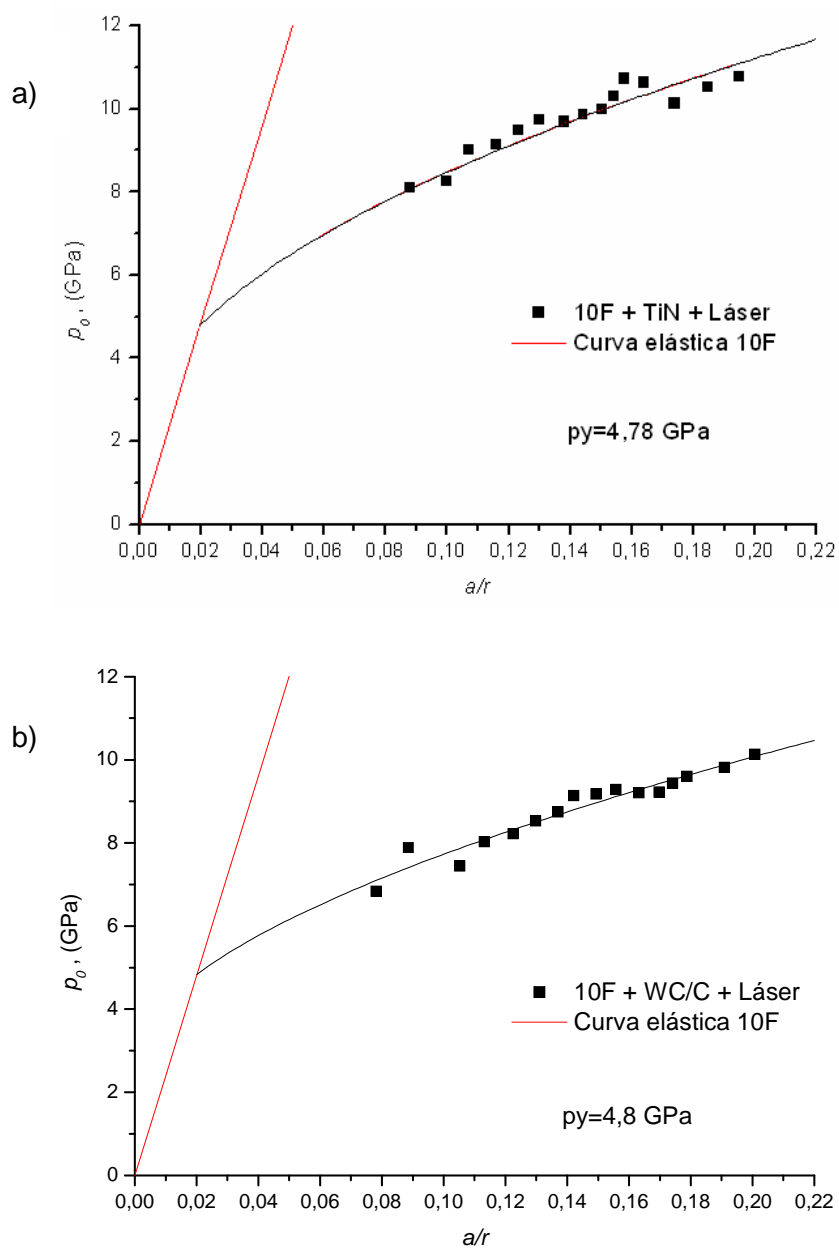 a)
12
10
8
6
4
2
0
p0 , (GPa)
10F + TiN + Láser
Curva elástica 10F
py=4,78 GPa
0,00 0,02 0,04 0,06 0,08 0,10 0,12 0,14 0,16 0,18 0,20 0,22
a/r
b)
12
10
8
6
4
2
0
p0 , (GPa)
10F + WC/C + Láser
Curva elástica 10F
py=4,8 GPa
0,00 0,02 0,04 0,06 0,08 0,10 0,12 0,14 0,16 0,18 0,20 0,22
a/r